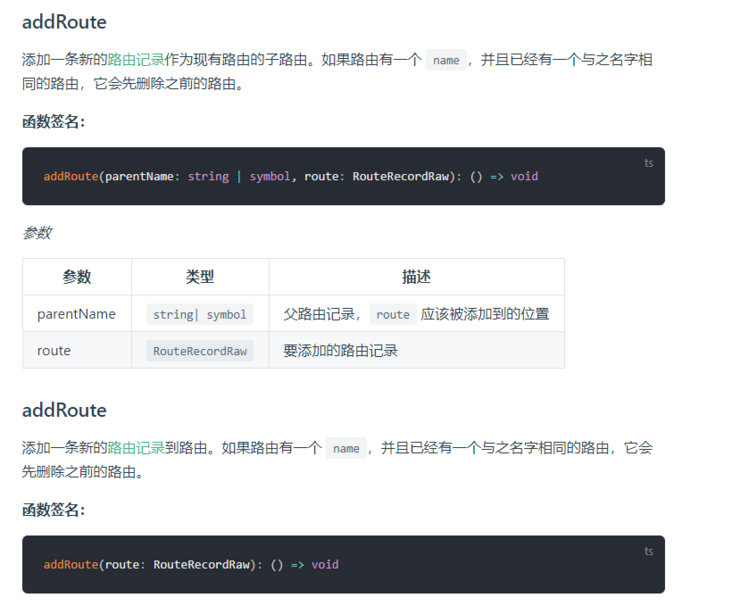 addRoute
添加一条新的路由记录作为现有路由的子路由。如果路由有一个 name，并且已经有一个与之名字相
同的路由，它会先删除之前的路由。
函数签名：
ts
addRoute(parentName: string | symbol, route: RouteRecordRaw): () => void
参数
参数 类型 描述
parentName string| symbol 父路由记录， route 应该被添加到的位置
route RouteRecordRaw 要添加的路由记录
addRoute
添加一条新的路由记录到路由。如果路由有一个 name，并且已经有一个与之名字相同的路由，它会
先删除之前的路由。
函数签名：
ts
addRoute(route: RouteRecordRaw): () => void